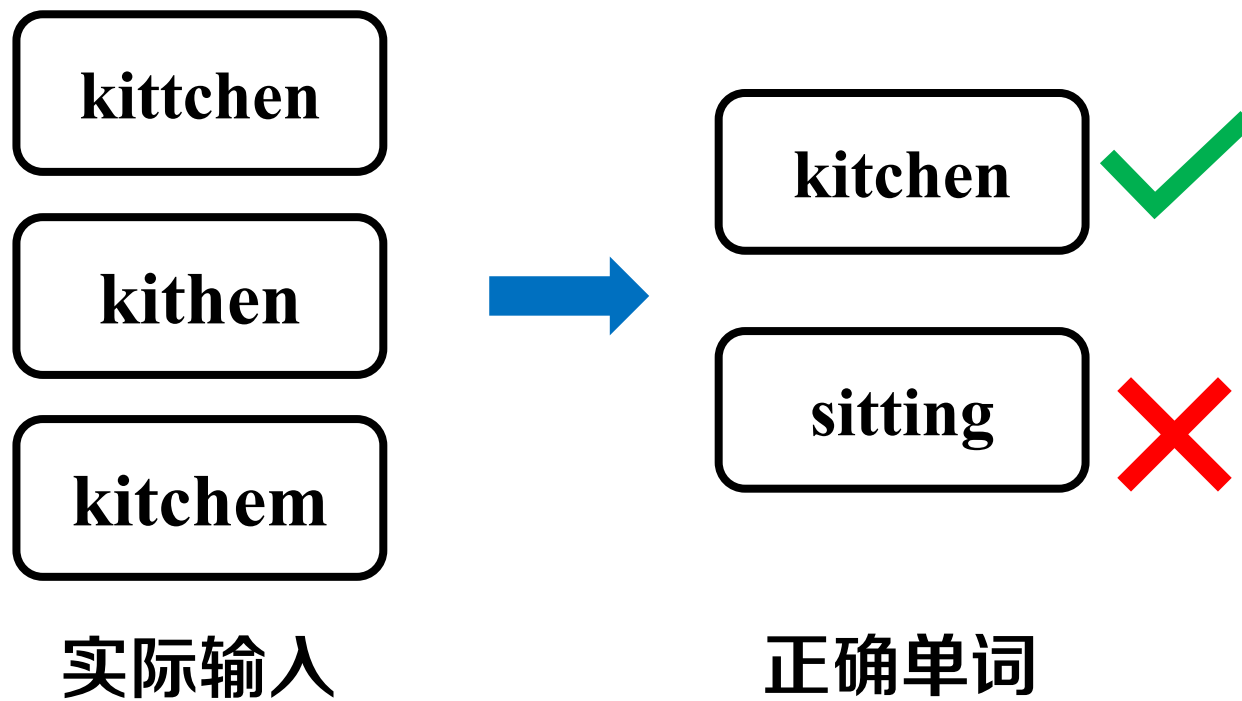 kittchen
kithen
kitchem
实际输入
kitchen
sitting
正确单词